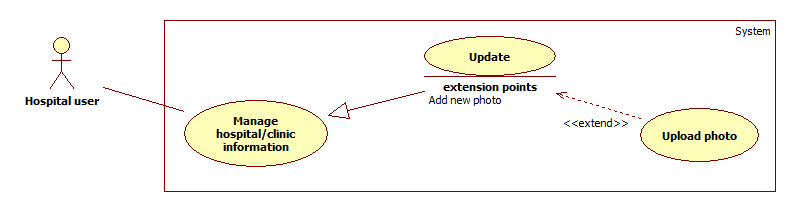 System
Update
extension points
Add new photo
Hospital user
Manage
hospital/clinic
information
<<extend>>
Upload photo